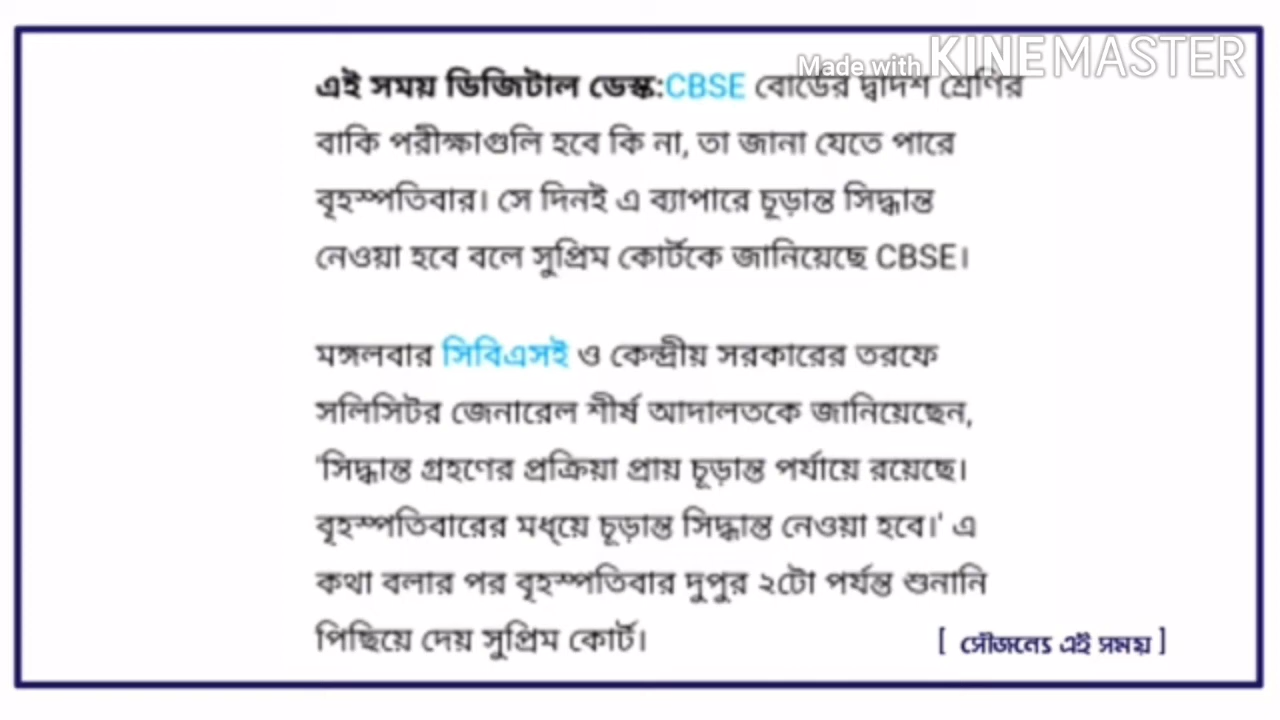 Made with KINEMASTER
এই সময় ডিজিটাল ডেস্ক:CBSE বোর্ডের দ্বাদশ শ্রেণির
বাকি পরীক্ষাগুলি হবে কি না, তা জানা যেতে পারে
বৃহস্পতিবার। সে দিনই এ ব্যাপারে চূড়ান্ত সিদ্ধান্ত
নেওয়া হবে বলে সুপ্রিম কোর্টকে জানিয়েছে CBSE।
মঙ্গলবার সিবিএসই ও কেন্দ্রীয় সরকারের তরফে
সলিসিটর জেনারেল শীর্ষ আদালতকে জানিয়েছেন,
'সিদ্ধান্ত গ্রহণের প্রক্রিয়া প্রায় চূড়ান্ত পর্যায়ে রয়েছে।
বৃহস্পতিবারের মধ্য়ে চূড়ান্ত সিদ্ধান্ত নেওয়া হবে।' এ
কথা বলার পর বৃহস্পতিবার দুপুর ২টো পর্যন্ত শুনানি
পিছিয়ে দেয় সুপ্রিম কোর্ট।
[ সৌজন্যে এই সময় ]